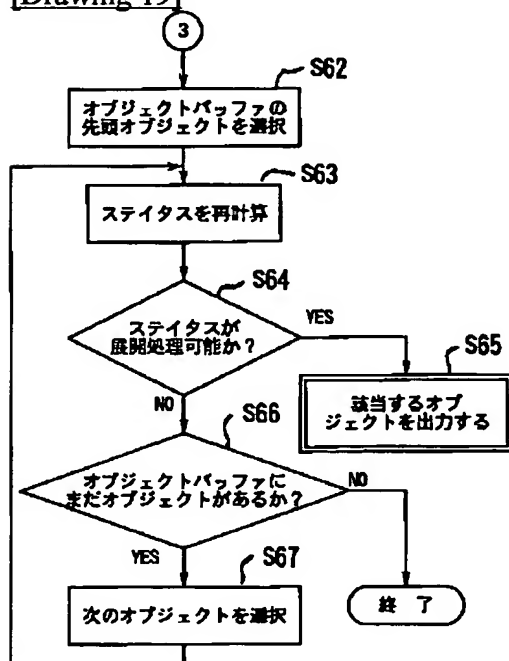 [Drawing 19]
3
S62
オブジェクトバッファの
先頭オブジェクトを選択
S63
ステイタスを再計算
S64
ステイタスが
展開処理可能か?
YES
S65
該当するオブ
ジェクトを出力する
NO
S66
オブジェクトバッファに
まだオブジェクトがあるか?
NO
YES
S67
次のオブジェクトを選択
終 了